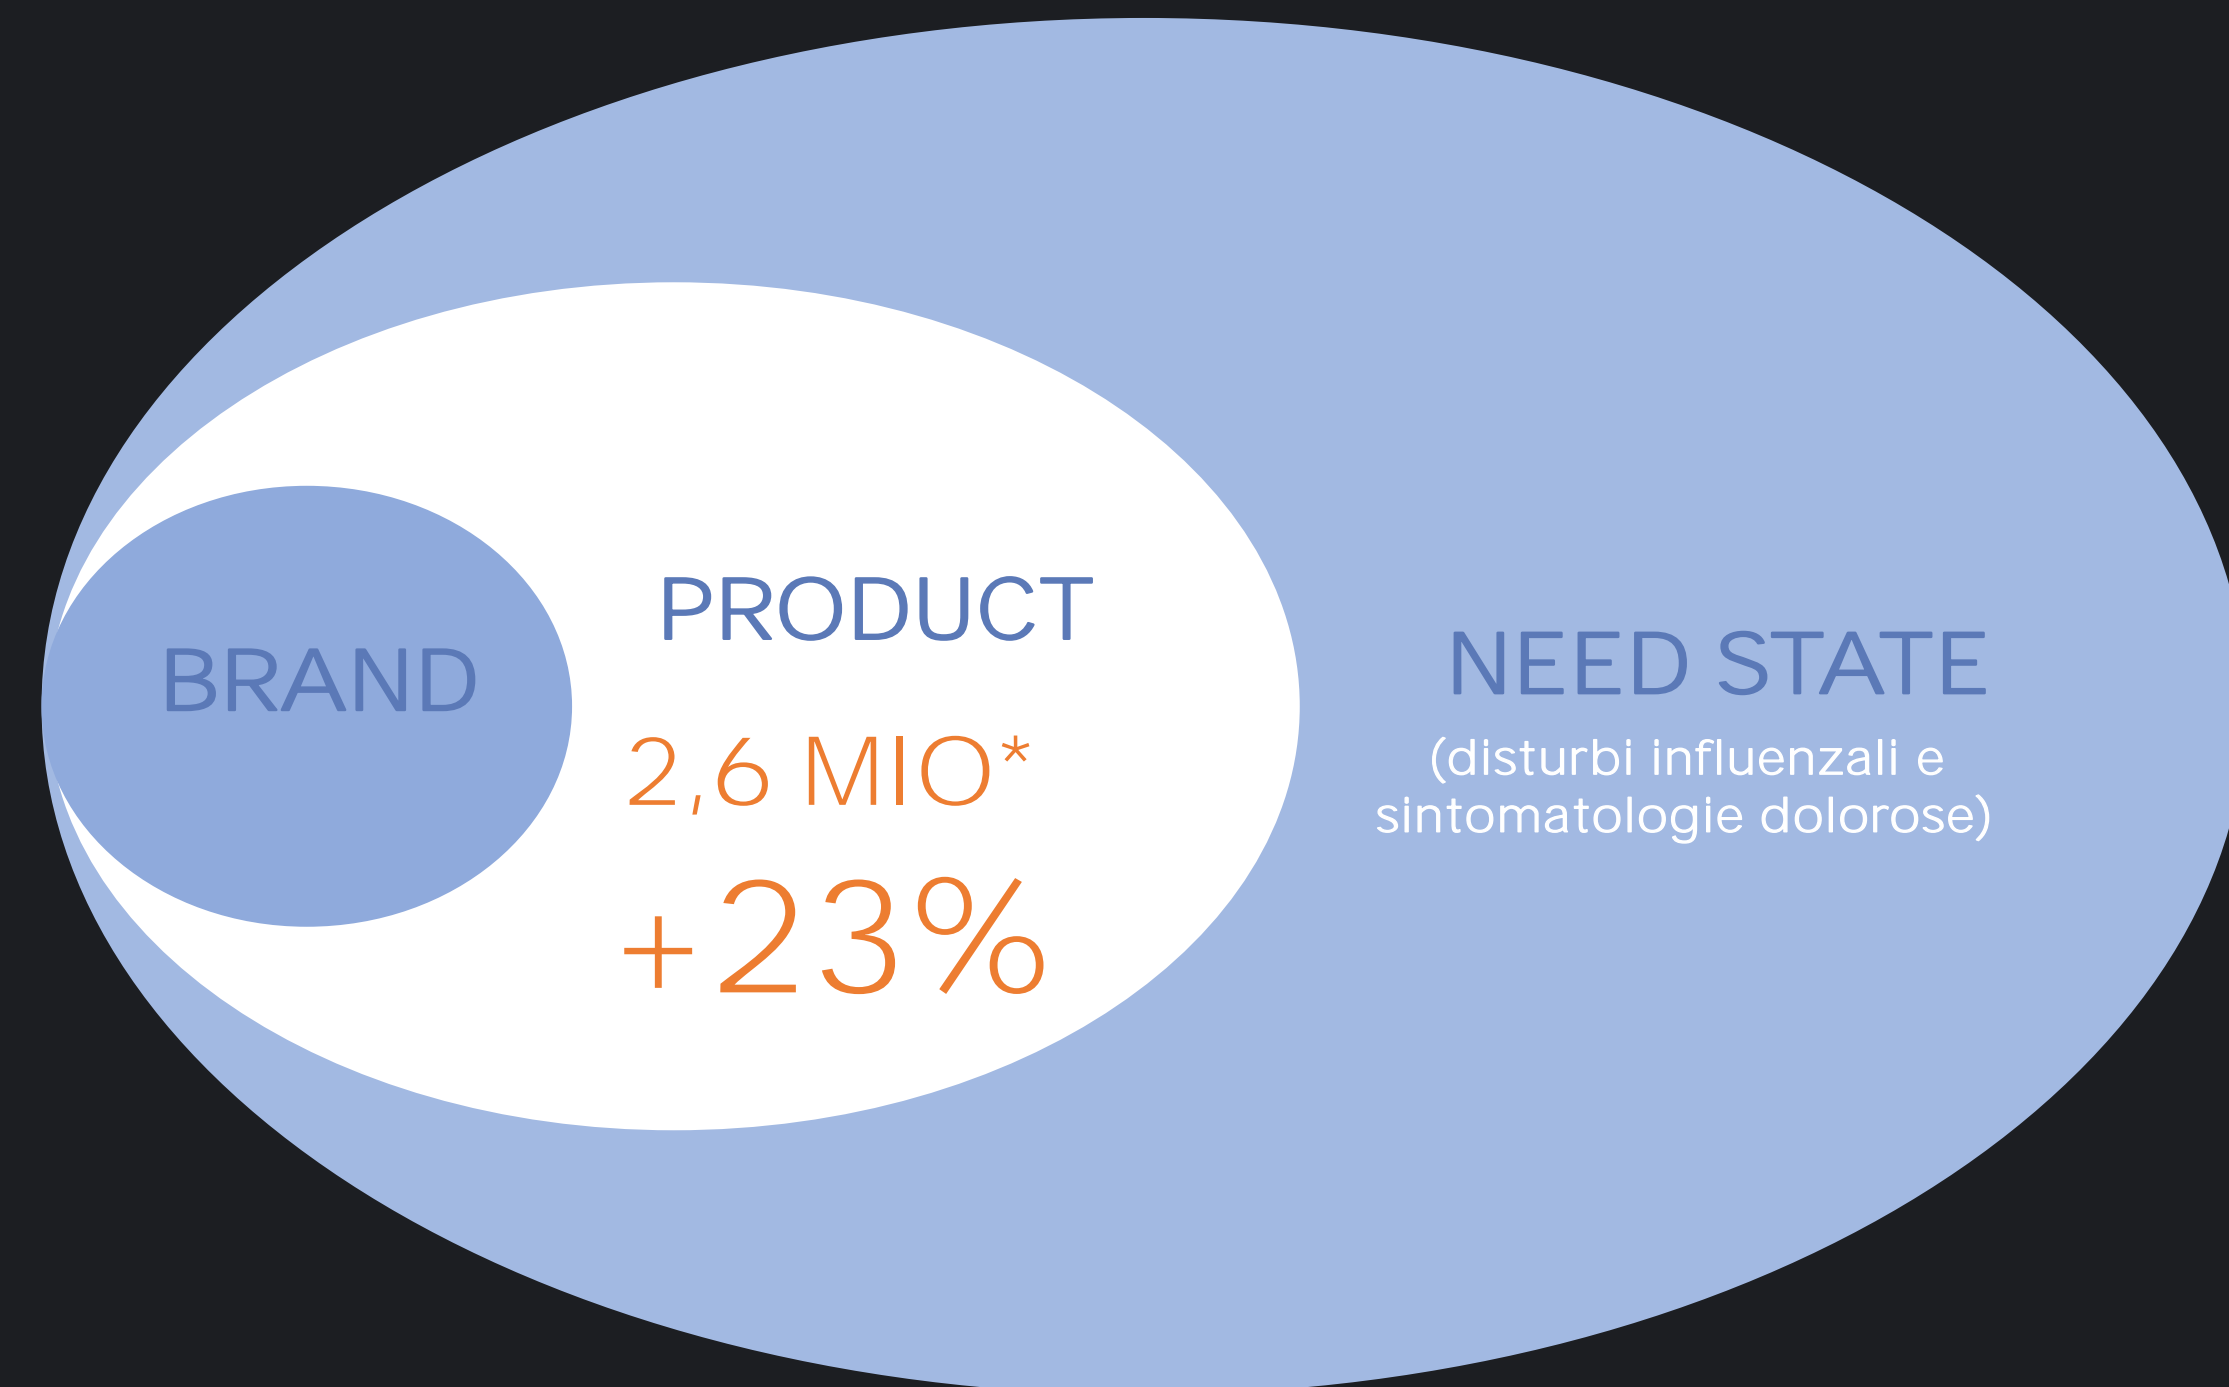 BRAND
PRODUCT
2,6 MIO*
+23%
NEED STATE
(disturbi influenzali e
sintomatologie dolorose)